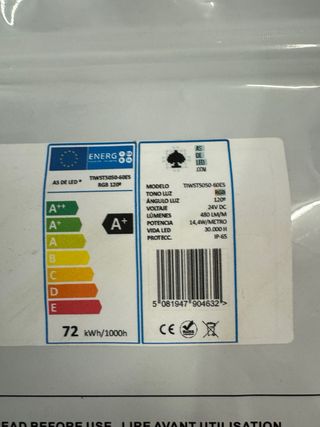 ENERG
AS DE LED ® TIWST5050-60ES
RGB 120º
A++
A+
A
B
C
D
E
A+
72 kWh/1000h
AS
DE
LED
.COM
MODELO TIWST5050-60ES
TONO LUZ RGB
ÁNGULO LUZ 120º
VOLTAJE 24V DC
LÚMENES 480 LM/M
POTENCIA 14,4W/METRO
VIDA LED 30.000 H
PROTECC. IP-65
5 081947 904632 >
CE
READ BEFORE USE LIRE AVANT UTILISATION